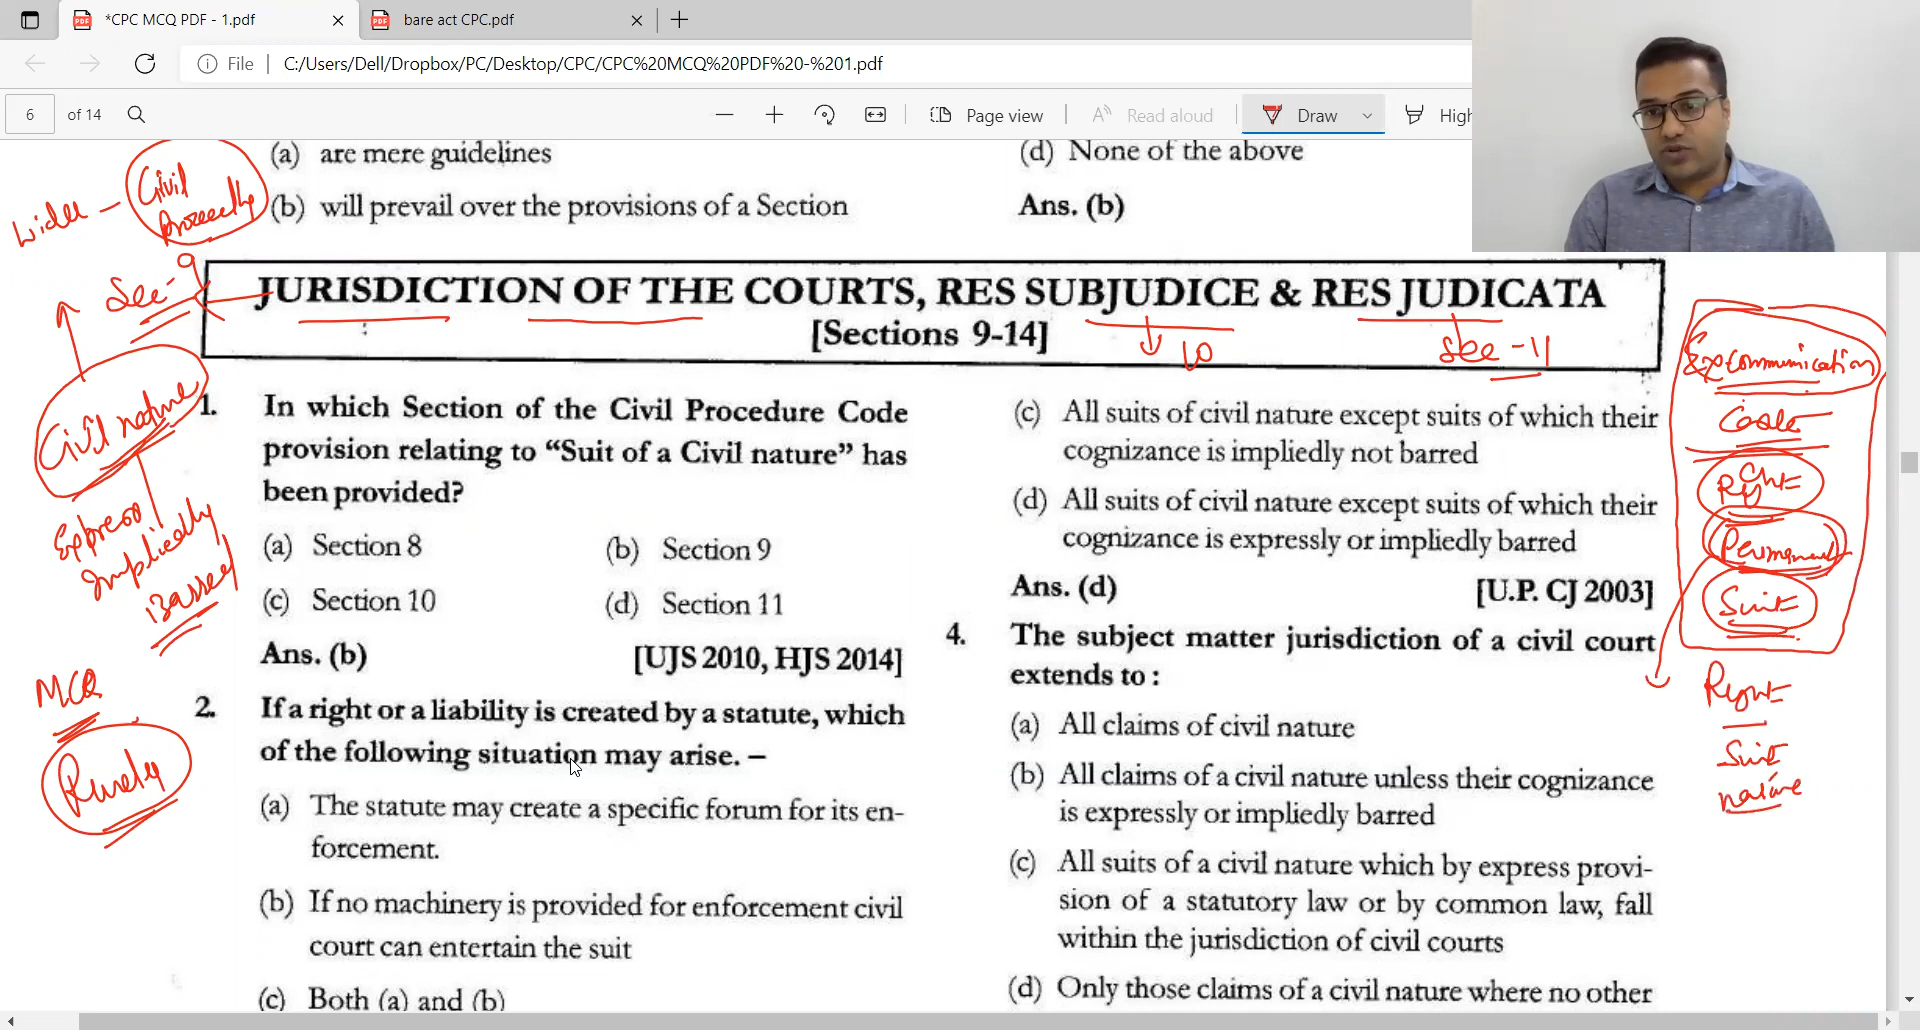 *CPC MCQ PDF - 1.pdf
bare act CPC.pdf
File
C:/Users/Dell/Dropbox/PC/Desktop/CPC/CPC%20MCQ%20PDF%20-%201.pdf
6 of 14
Page view
Read aloud
Draw
High
(a) are mere guidelines
(b) will prevail over the provisions of a Section
(d) None of the above
Ans. (b)
JURISDICTION OF THE COURTS, RES SUBJUDICE & RES JUDICATA
[Sections 9-14]
10
Sec - 11
1. In which Section of the Civil Procedure Code
provision relating to “Suit of a Civil nature” has
been provided?
(a) Section 8
(b) Section 9
(c) Section 10
(d) Section 11
Ans. (b) [UJS 2010, HJS 2014]
2. If a right or a liability is created by a statute, which
of the following situation may arise. –
(a) The statute may create a specific forum for its en-
forcement.
(b) If no machinery is provided for enforcement civil
court can entertain the suit
(c) Both (a) and (b)
(c) All suits of civil nature except suits of which their
cognizance is impliedly not barred
(d) All suits of civil nature except suits of which their
cognizance is expressly or impliedly barred
Ans. (d) [U.P. CJ 2003]
4. The subject matter jurisdiction of a civil court
extends to :
(a) All claims of civil nature
(b) All claims of a civil nature unless their cognizance
is expressly or impliedly barred
(c) All suits of a civil nature which by express provi-
sion of a statutory law or by common law, fall
within the jurisdiction of civil courts
(d) Only those claims of a civil nature where no other
Civil
Sec - 9
Civil nature
Express
Impliedly
Barred
MCQ
Excommunication
Caste
Right
Permanent
Suit
Right
Suit
nature